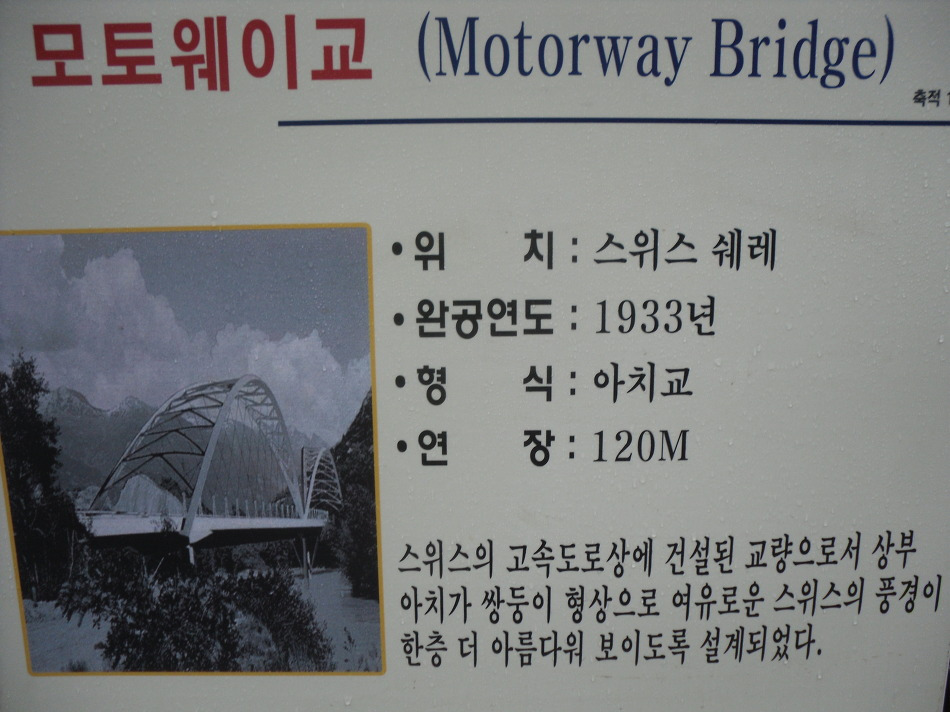 모토웨이교 (Motorway Bridge)
축적 1
• 위 치 : 스위스 쉐레
• 완공연도 : 1933년
• 형 식 : 아치교
• 연 장 : 120M
스위스의 고속도로상에 건설된 교량으로서 상부
아치가 쌍둥이 형상으로 여유로운 스위스의 풍경이
한층 더 아름다워 보이도록 설계되었다.